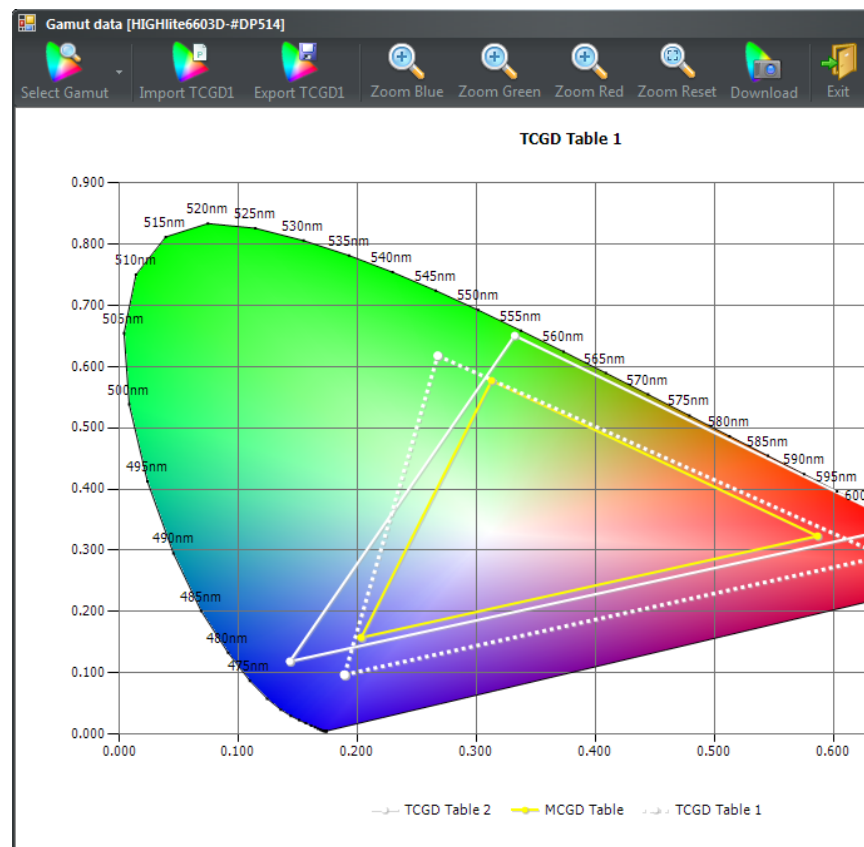 Gamut data [HIGHlite6603D-#DP514]
Select Gamut Import TCGD1 Export TCGD1 Zoom Blue Zoom Green Zoom Red Zoom Reset Download Exit
TCGD Table 1
0.900
0.800
0.700
0.600
0.500
0.400
0.300
0.200
0.100
0.000
520nm
515nm
525nm
530nm
535nm
510nm
540nm
545nm
550nm
505nm
555nm
560nm
565nm
570nm
500nm
575nm
580nm
585nm
590nm
495nm
595nm
600
490nm
485nm
480nm
475nm
0.000 0.100 0.200 0.300 0.400 0.500 0.600
TCGD Table 2 MCGD Table TCGD Table 1